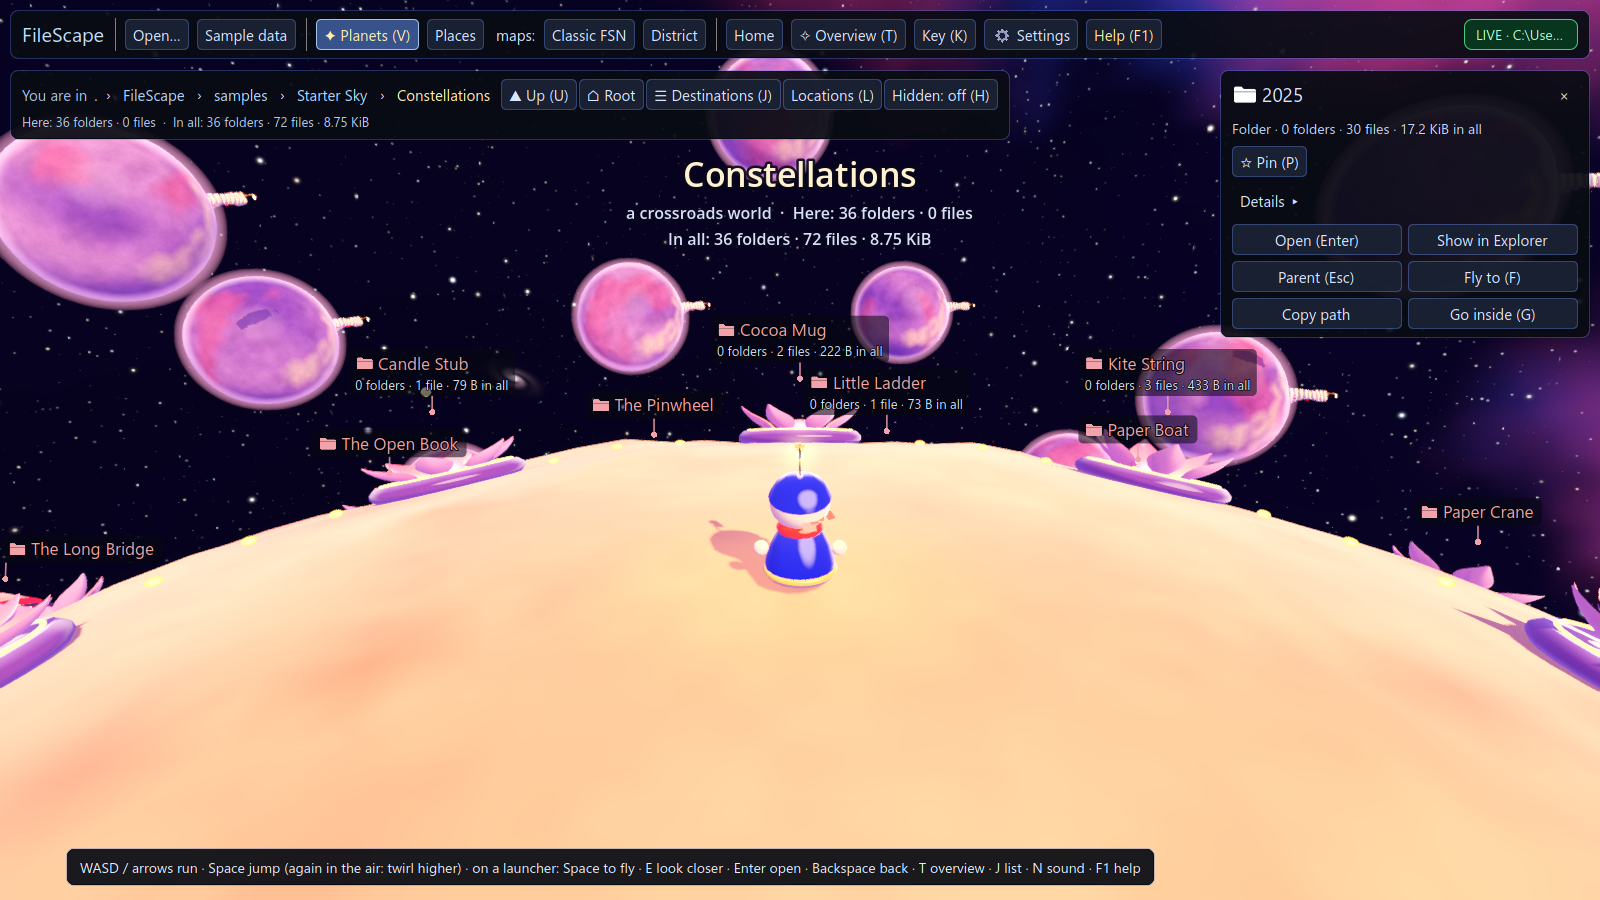 FileScape Open... Sample data ✦ Planets (V) Places maps: Classic FSN District Home ✧ Overview (T) Key (K) ⚙ Settings Help (F1) LIVE · C:\Use...
You are in . › FileScape › samples › Starter Sky › Constellations ▲ Up (U) ⌂ Root ☰ Destinations (J) Locations (L) Hidden: off (H)
Here: 36 folders · 0 files · In all: 36 folders · 72 files · 8.75 KiB
2025 ×
Folder · 0 folders · 30 files · 17.2 KiB in all
☆ Pin (P)
Details ▸
Open (Enter) Show in Explorer
Parent (Esc) Fly to (F)
Copy path Go inside (G)
Constellations
a crossroads world · Here: 36 folders · 0 files
In all: 36 folders · 72 files · 8.75 KiB
Cocoa Mug
0 folders · 2 files · 222 B in all
Candle Stub
0 folders · 1 file · 79 B in all
Kite String
0 folders · 3 files · 433 B in all
Little Ladder
0 folders · 1 file · 73 B in all
The Pinwheel
The Open Book
Paper Boat
Paper Crane
The Long Bridge
WASD / arrows run · Space jump (again in the air: twirl higher) · on a launcher: Space to fly · E look closer · Enter open · Backspace back · T overview · J list · N sound · F1 help